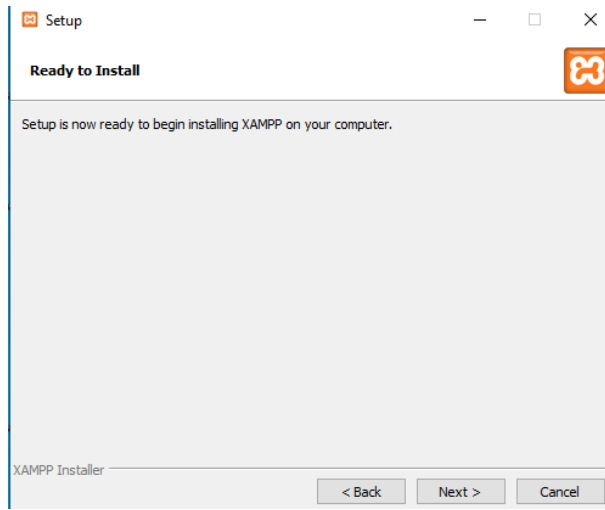 Setup
Ready to Install
Setup is now ready to begin installing XAMPP on your computer.
XAMPP Installer
< Back
Next >
Cancel